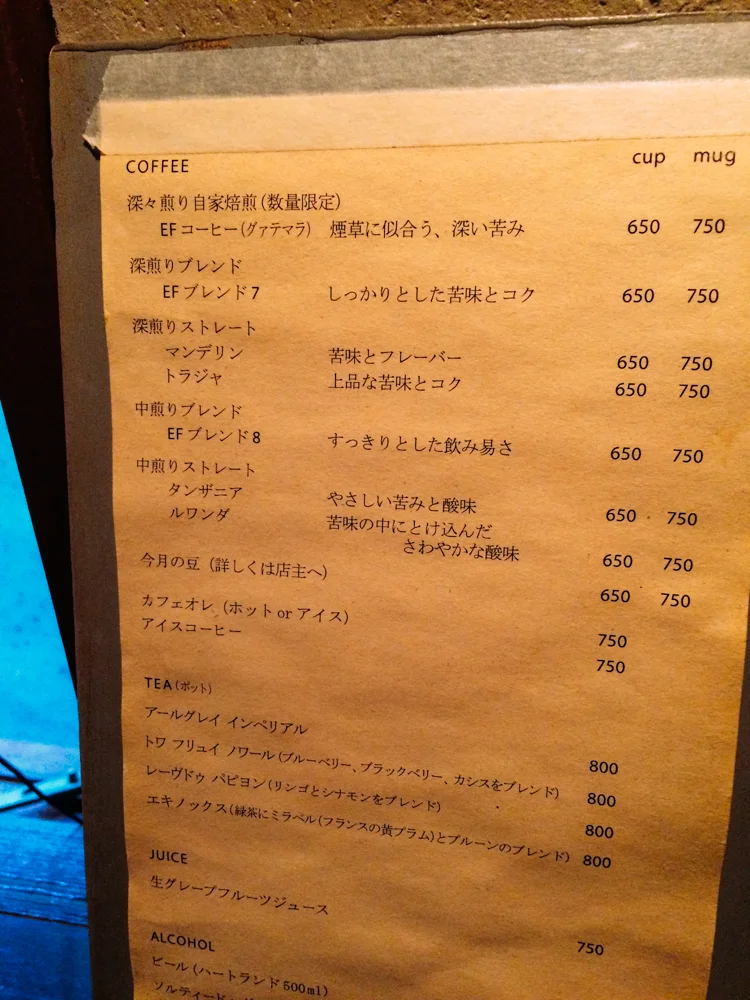 COFFEE cup mug
深々煎り自家焙煎(数量限定)
EFコーヒー(グァテマラ) 煙草に似合う、深い苦み 650 750
深煎りブレンド
EFブレンド7 しっかりとした苦味とコク 650 750
深煎りストレート
マンデリン 苦味とフレーバー 650 750
トラジャ 上品な苦味とコク 650 750
中煎りブレンド
EFブレンド8 すっきりとした飲み易さ 650 750
中煎りストレート
タンザニア やさしい苦みと酸味 650 750
ルワンダ 苦味の中にとけ込んだ
さわやかな酸味 650 750
今月の豆(詳しくは店主へ) 650 750
カフェオレ(ホットorアイス) 750
アイスコーヒー 750
TEA(ポット)
アールグレイ インペリアル 800
トワ フリュイ ノワール(ブルーベリー、ブラックベリー、カシスをブレンド) 800
レーヴドゥ パピヨン(リンゴとシナモンをブレンド) 800
エキノックス(緑茶にミラベル(フランスの黄プラム)とプルーンのブレンド) 800
JUICE
生グレープフルーツジュース 750
ALCOHOL
ビール(ハートランド500ml)